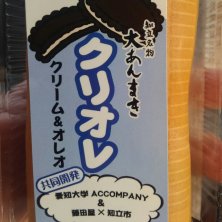 知立名物
大あんまき
クリオレ
クリーム&オレオ
共同開発
愛知大学 ACCOMPANY
&
藤田屋×知立市